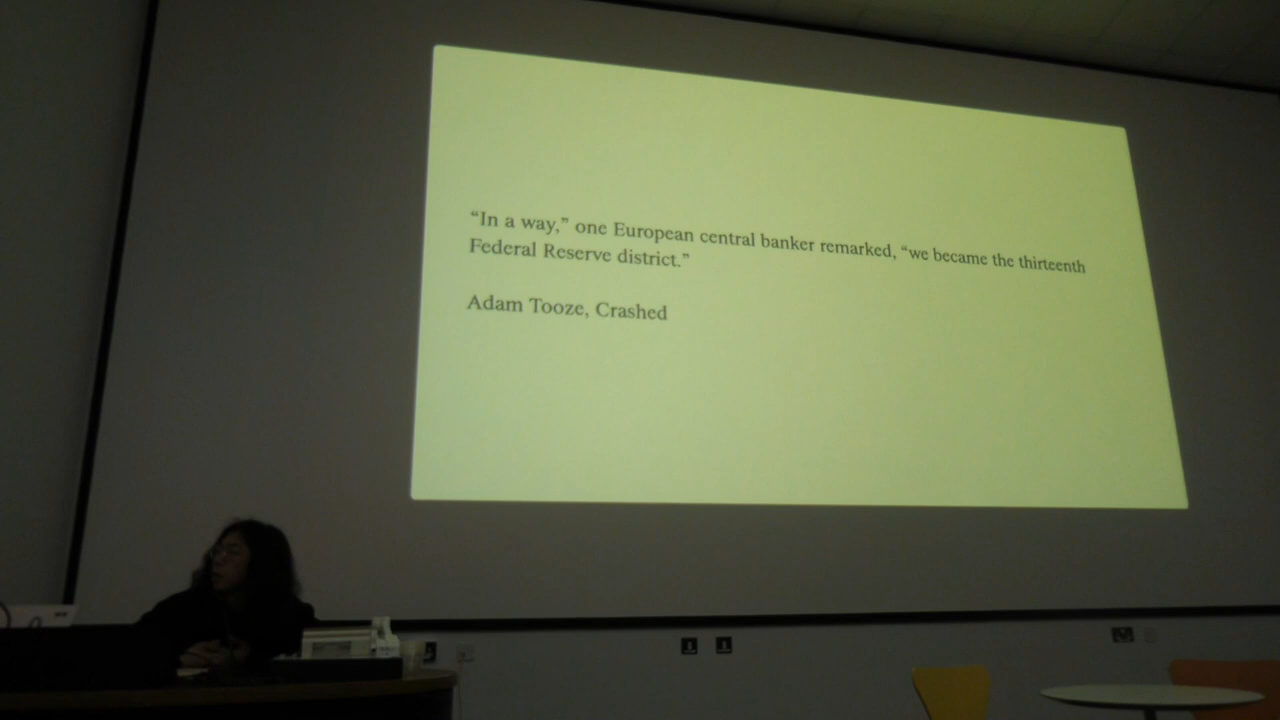 “In a way,” one European central banker remarked, “we became the thirteenth
Federal Reserve district.”
Adam Tooze, Crashed